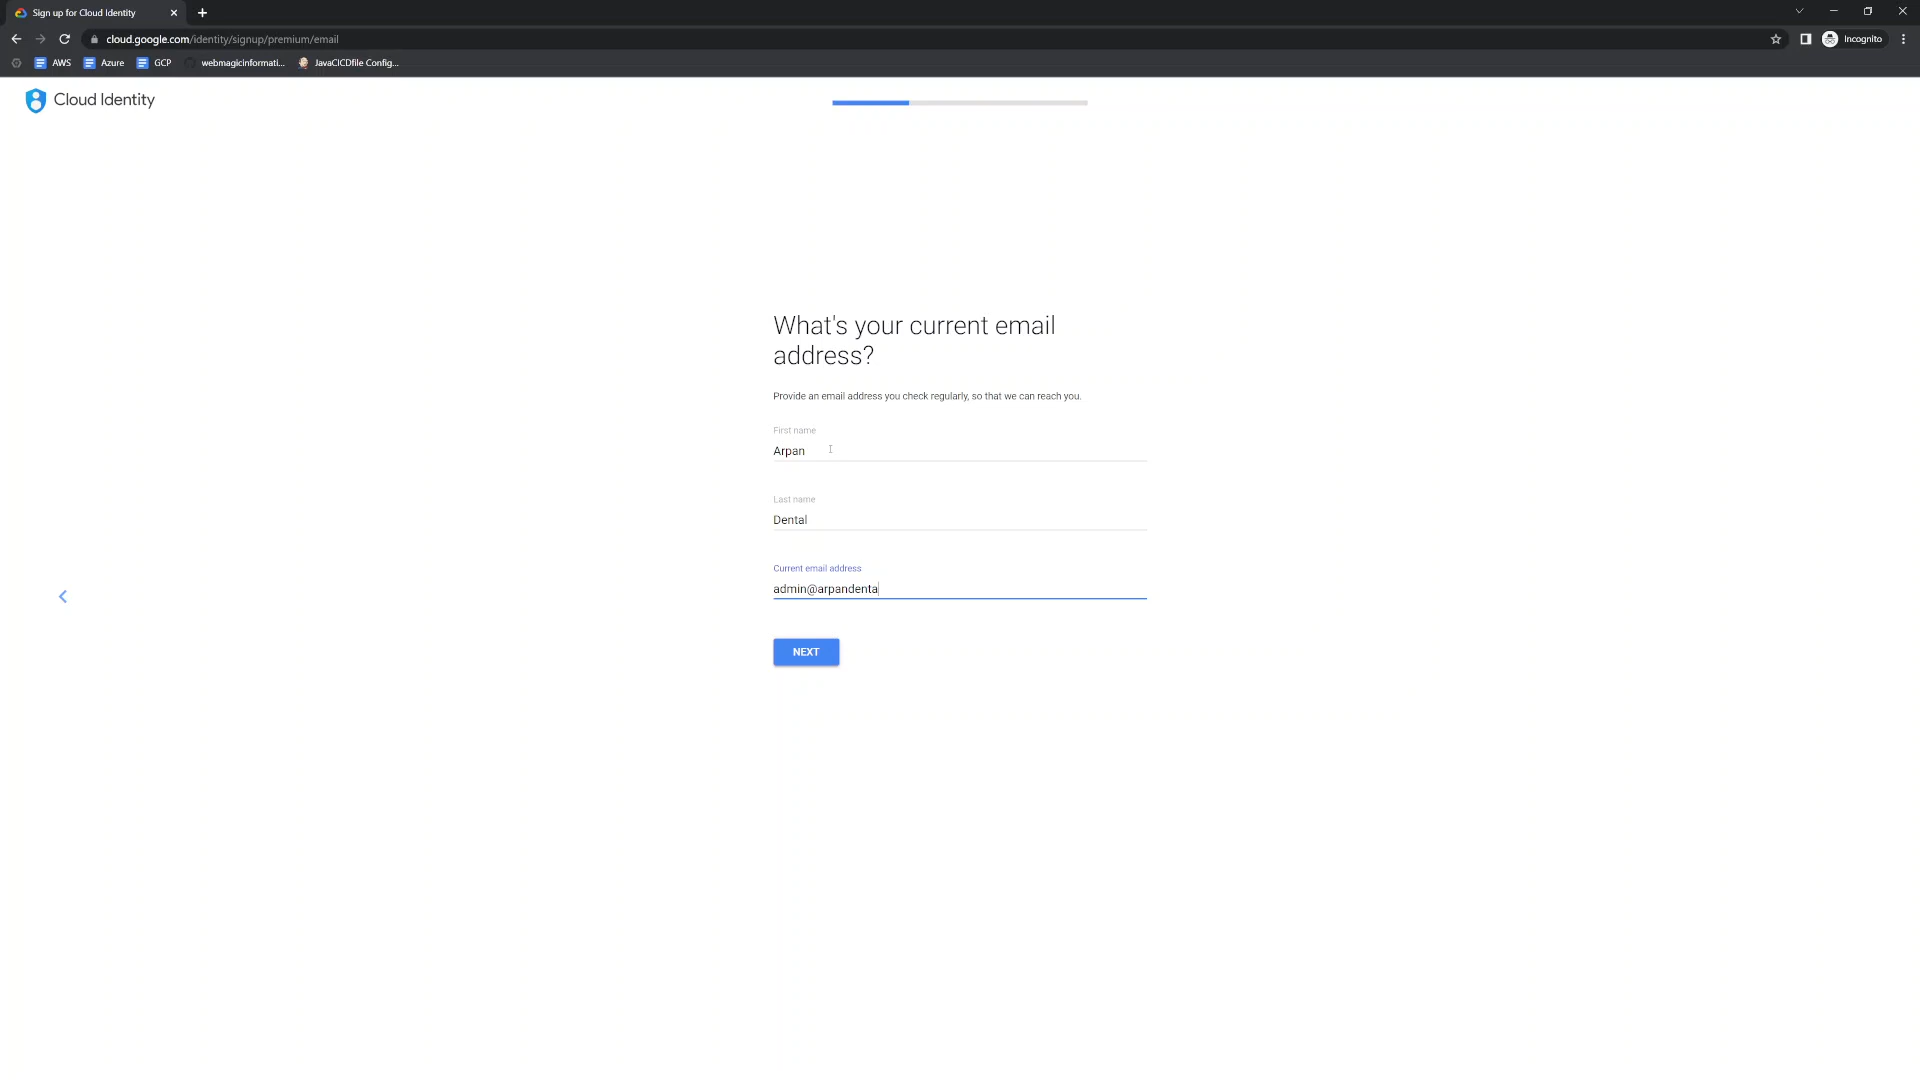 Sign up for Cloud Identity
cloud.google.com/identity/signup/premium/email
Incognito
AWS
Azure
GCP
webmagicinformati...
JavaCICDfile Config...
Cloud Identity
What's your current email
address?
Provide an email address you check regularly, so that we can reach you.
First name
Arpan
Last name
Dental
Current email address
admin@arpandenta
NEXT